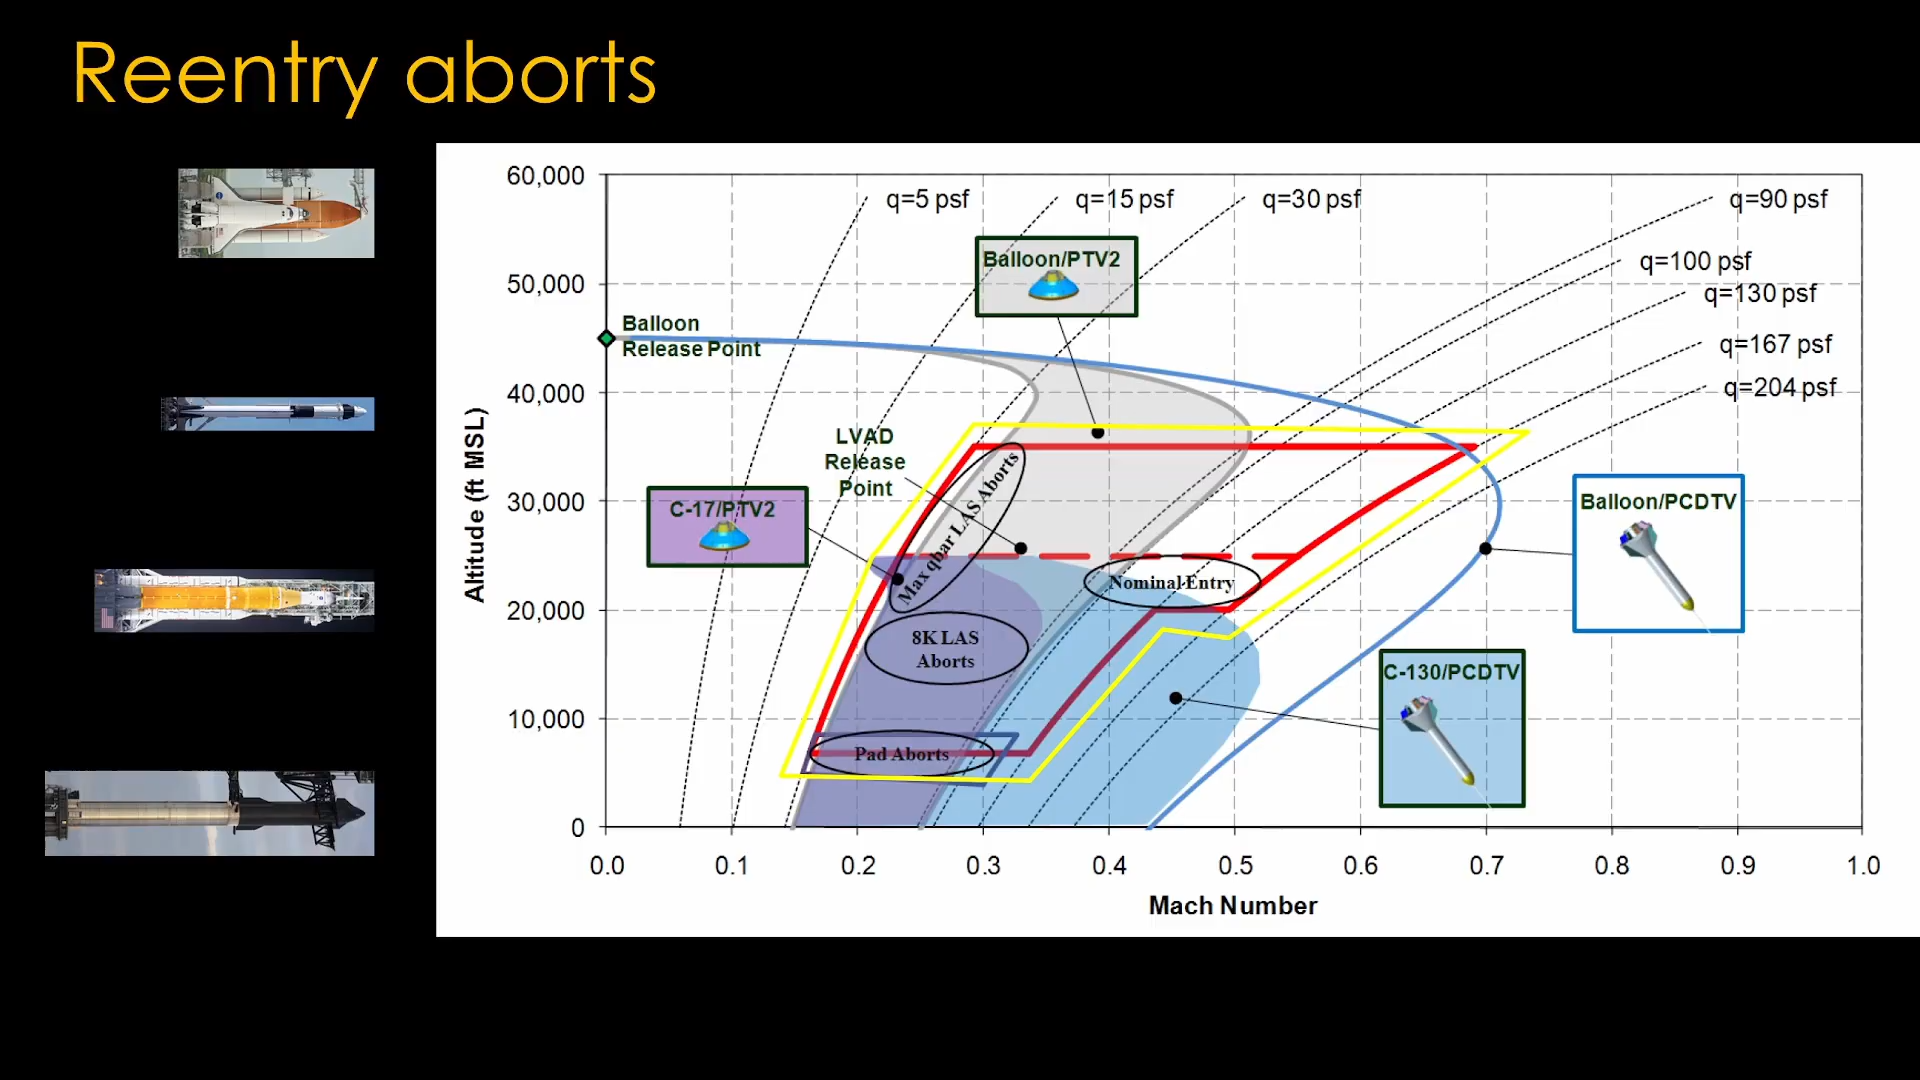 Reentry aborts
60,000
50,000
40,000
30,000
20,000
10,000
0
Altitude (ft MSL)
0.0
0.1
0.2
0.3
0.4
0.5
0.6
0.7
0.8
0.9
1.0
Mach Number
q=5 psf
q=15 psf
q=30 psf
q=90 psf
q=100 psf
q=130 psf
q=167 psf
q=204 psf
Balloon/PTV2
Balloon
Release Point
LVAD
Release
Point
C-17/PTV2
Max qbar LAS Aborts
Nominal Entry
8K LAS
Aborts
Pad Aborts
Balloon/PCDTV
C-130/PCDTV